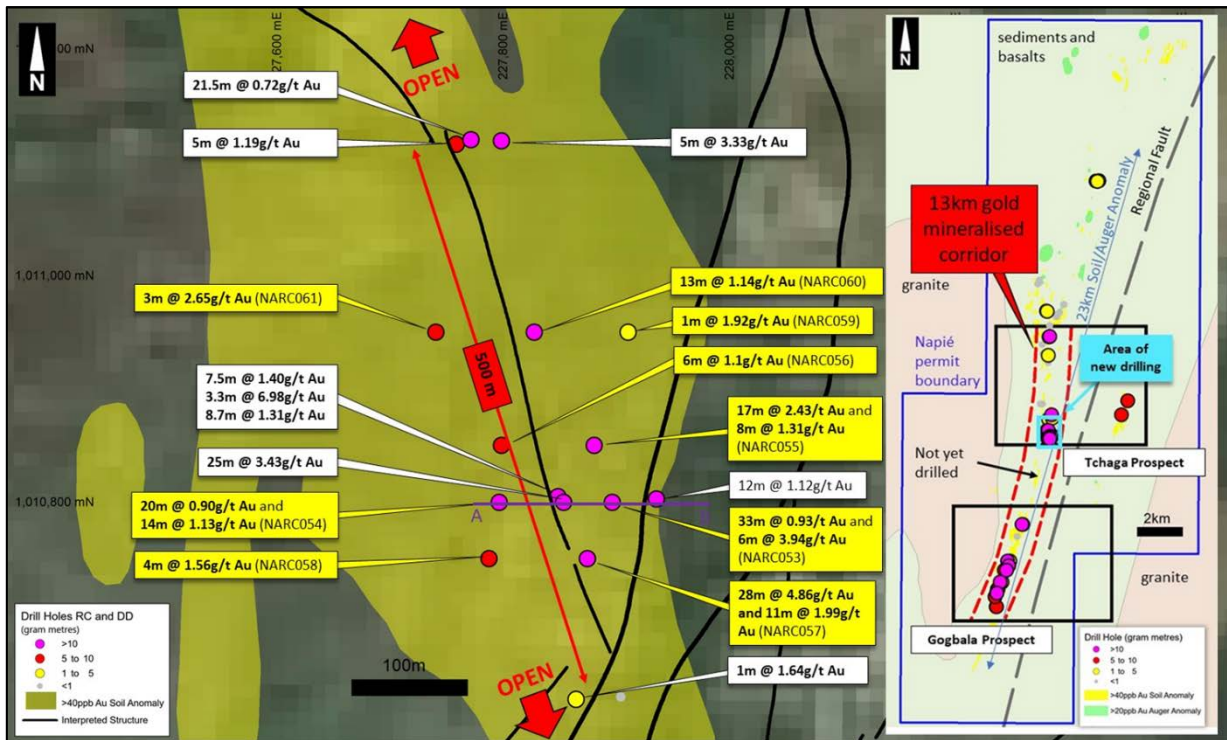 N
27,600 mE
227,800 mE
228,000 mE
OPEN
21.5m @ 0.72g/t Au
5m @ 1.19g/t Au
5m @ 3.33g/t Au
1,011,000 mN
3m @ 2.65g/t Au (NARC061)
13m @ 1.14g/t Au (NARC060)
1m @ 1.92g/t Au (NARC059)
6m @ 1.1g/t Au (NARC056)
500 m
7.5m @ 1.40g/t Au
3.3m @ 6.98g/t Au
8.7m @ 1.31g/t Au
17m @ 2.43/t Au and
8m @ 1.31g/t Au
(NARC055)
25m @ 3.43g/t Au
1,010,800 mN
12m @ 1.12g/t Au
20m @ 0.90g/t Au and
14m @ 1.13g/t Au (NARC054)
A
33m @ 0.93/t Au and
6m @ 3.94g/t Au
(NARC053)
4m @ 1.56g/t Au (NARC058)
28m @ 4.86g/t Au
and 11m @ 1.99g/t
Au (NARC057)
1m @ 1.64g/t Au
OPEN
100m
Drill Holes RC and DD
(gram metres)
>10
5 to 10
1 to 5
<1
>40ppb Au Soil Anomaly
Interpreted Structure
N
sediments and
basalts
Regional Fault
23km Soil/Auger Anomaly
13km gold
mineralised
corridor
granite
Napié
permit
boundary
Area of
new drilling
Not yet
drilled
Tchaga Prospect
2km
granite
Gogbala Prospect
Drill Hole (gram metres)
>10
5 to 10
1 to 5
<1
>40ppb Au Soil Anomaly
>20ppb Au Auger Anomaly